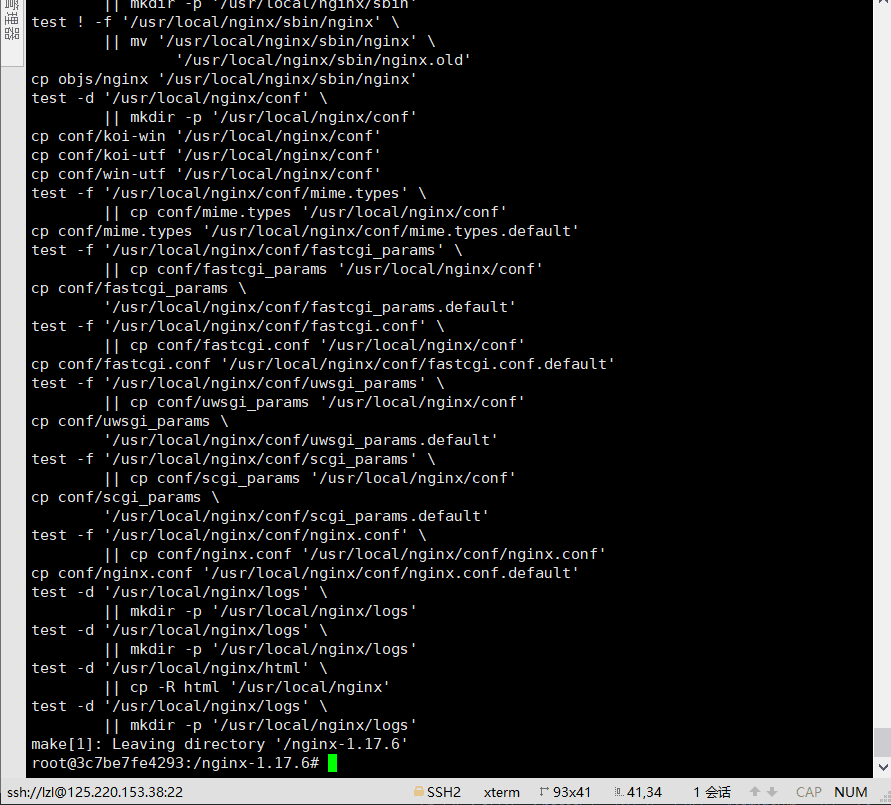 管理器
|| mkdir -p '/usr/local/nginx/sbin'
test ! -f '/usr/local/nginx/sbin/nginx' \
|| mv '/usr/local/nginx/sbin/nginx' \
'/usr/local/nginx/sbin/nginx.old'
cp objs/nginx '/usr/local/nginx/sbin/nginx'
test -d '/usr/local/nginx/conf' \
|| mkdir -p '/usr/local/nginx/conf'
cp conf/koi-win '/usr/local/nginx/conf'
cp conf/koi-utf '/usr/local/nginx/conf'
cp conf/win-utf '/usr/local/nginx/conf'
test -f '/usr/local/nginx/conf/mime.types' \
|| cp conf/mime.types '/usr/local/nginx/conf'
cp conf/mime.types '/usr/local/nginx/conf/mime.types.default'
test -f '/usr/local/nginx/conf/fastcgi_params' \
|| cp conf/fastcgi_params '/usr/local/nginx/conf'
cp conf/fastcgi_params \
'/usr/local/nginx/conf/fastcgi_params.default'
test -f '/usr/local/nginx/conf/fastcgi.conf' \
|| cp conf/fastcgi.conf '/usr/local/nginx/conf'
cp conf/fastcgi.conf '/usr/local/nginx/conf/fastcgi.conf.default'
test -f '/usr/local/nginx/conf/uwsgi_params' \
|| cp conf/uwsgi_params '/usr/local/nginx/conf'
cp conf/uwsgi_params \
'/usr/local/nginx/conf/uwsgi_params.default'
test -f '/usr/local/nginx/conf/scgi_params' \
|| cp conf/scgi_params '/usr/local/nginx/conf'
cp conf/scgi_params \
'/usr/local/nginx/conf/scgi_params.default'
test -f '/usr/local/nginx/conf/nginx.conf' \
|| cp conf/nginx.conf '/usr/local/nginx/conf/nginx.conf'
cp conf/nginx.conf '/usr/local/nginx/conf/nginx.conf.default'
test -d '/usr/local/nginx/logs' \
|| mkdir -p '/usr/local/nginx/logs'
test -d '/usr/local/nginx/logs' \
|| mkdir -p '/usr/local/nginx/logs'
test -d '/usr/local/nginx/html' \
|| cp -R html '/usr/local/nginx'
test -d '/usr/local/nginx/logs' \
|| mkdir -p '/usr/local/nginx/logs'
make[1]: Leaving directory '/nginx-1.17.6'
root@3c7be7fe4293:/nginx-1.17.6#
ssh://lzl@125.220.153.38:22 SSH2 xterm 93x41 41,34 1 会话 CAP NUM